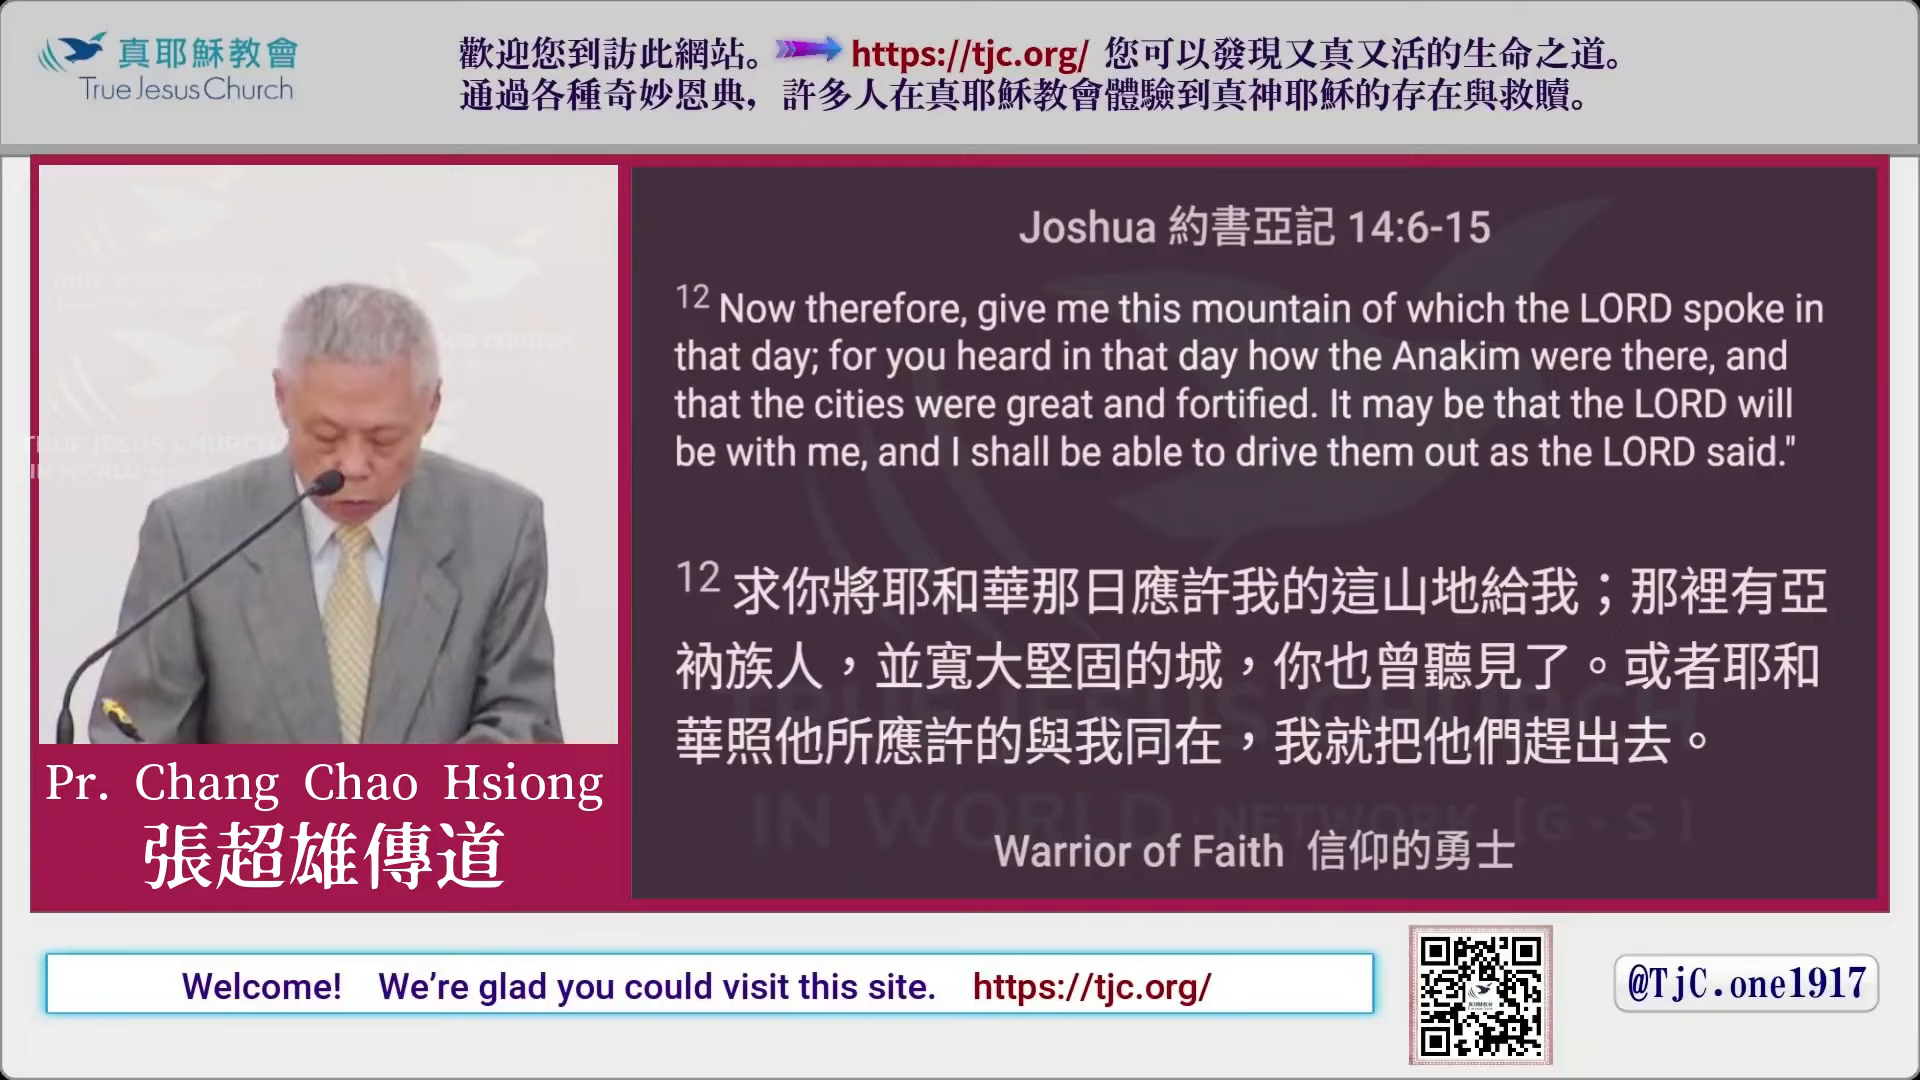 真耶穌教會
True Jesus Church
歡迎您到訪此網站。 https://tjc.org/ 您可以發現又真又活的生命之道。
通過各種奇妙恩典，許多人在真耶穌教會體驗到真神耶穌的存在與救贖。
Joshua 約書亞記 14:6-15
12 Now therefore, give me this mountain of which the LORD spoke in
that day; for you heard in that day how the Anakim were there, and
that the cities were great and fortified. It may be that the LORD will
be with me, and I shall be able to drive them out as the LORD said."
12 求你將耶和華那日應許我的這山地給我；那裡有亞
衲族人，並寬大堅固的城，你也曾聽見了。或者耶和
華照他所應許的與我同在，我就把他們趕出去。
TRUE JESUS CHURCH
IN WORLD · NETWORK [G·S]
Warrior of Faith 信仰的勇士
TRUE JESUS CHURCH
IN WORLD
Pr. Chang Chao Hsiong
張超雄傳道
Welcome! We’re glad you could visit this site. https://tjc.org/
@TjC.one1917